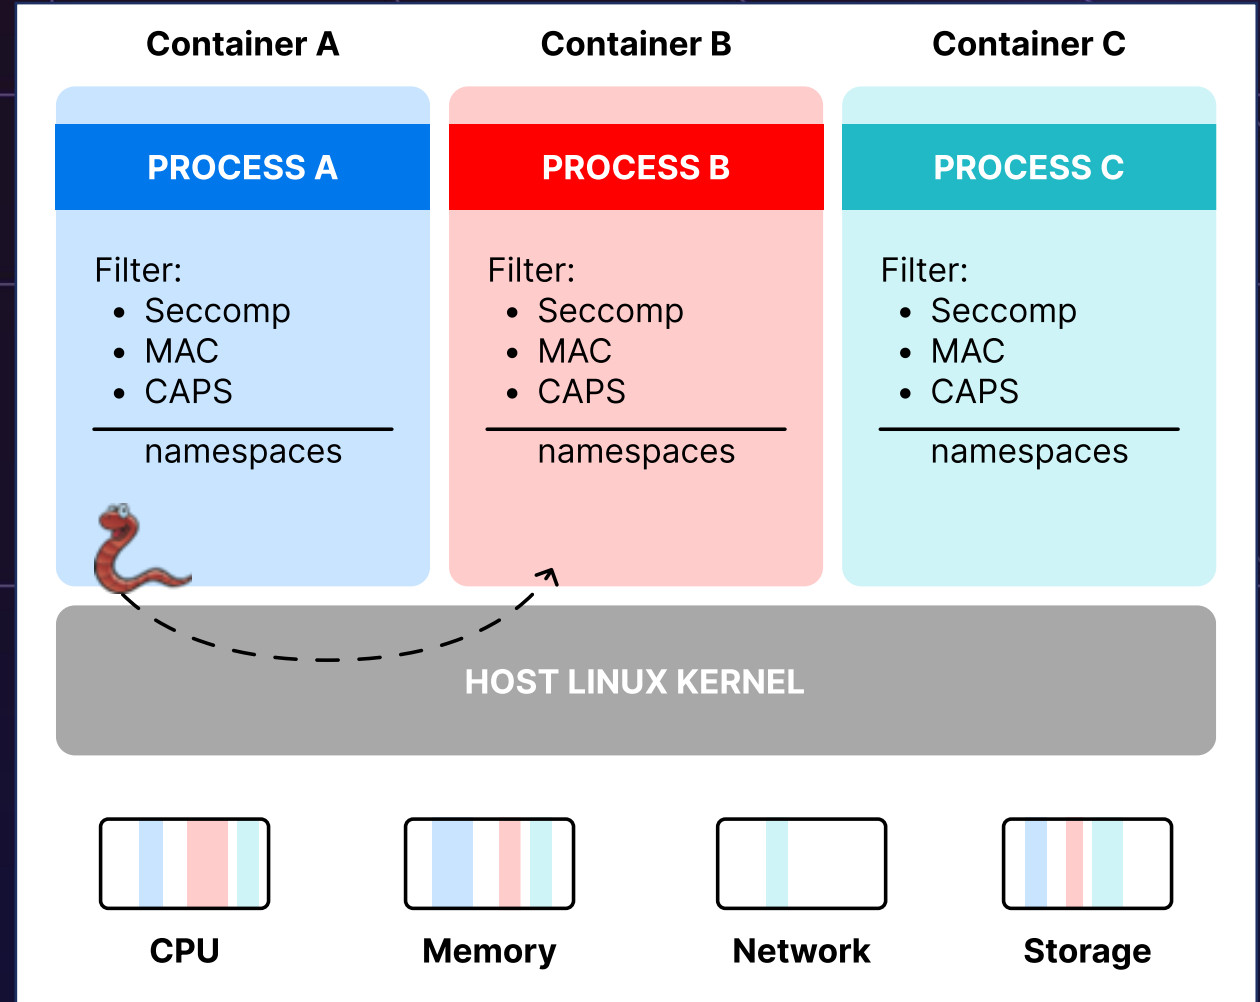 Container A
Container B
Container C
PROCESS A
PROCESS B
PROCESS C
Filter:
• Seccomp
• MAC
• CAPS
namespaces
Filter:
• Seccomp
• MAC
• CAPS
namespaces
Filter:
• Seccomp
• MAC
• CAPS
namespaces
HOST LINUX KERNEL
CPU
Memory
Network
Storage